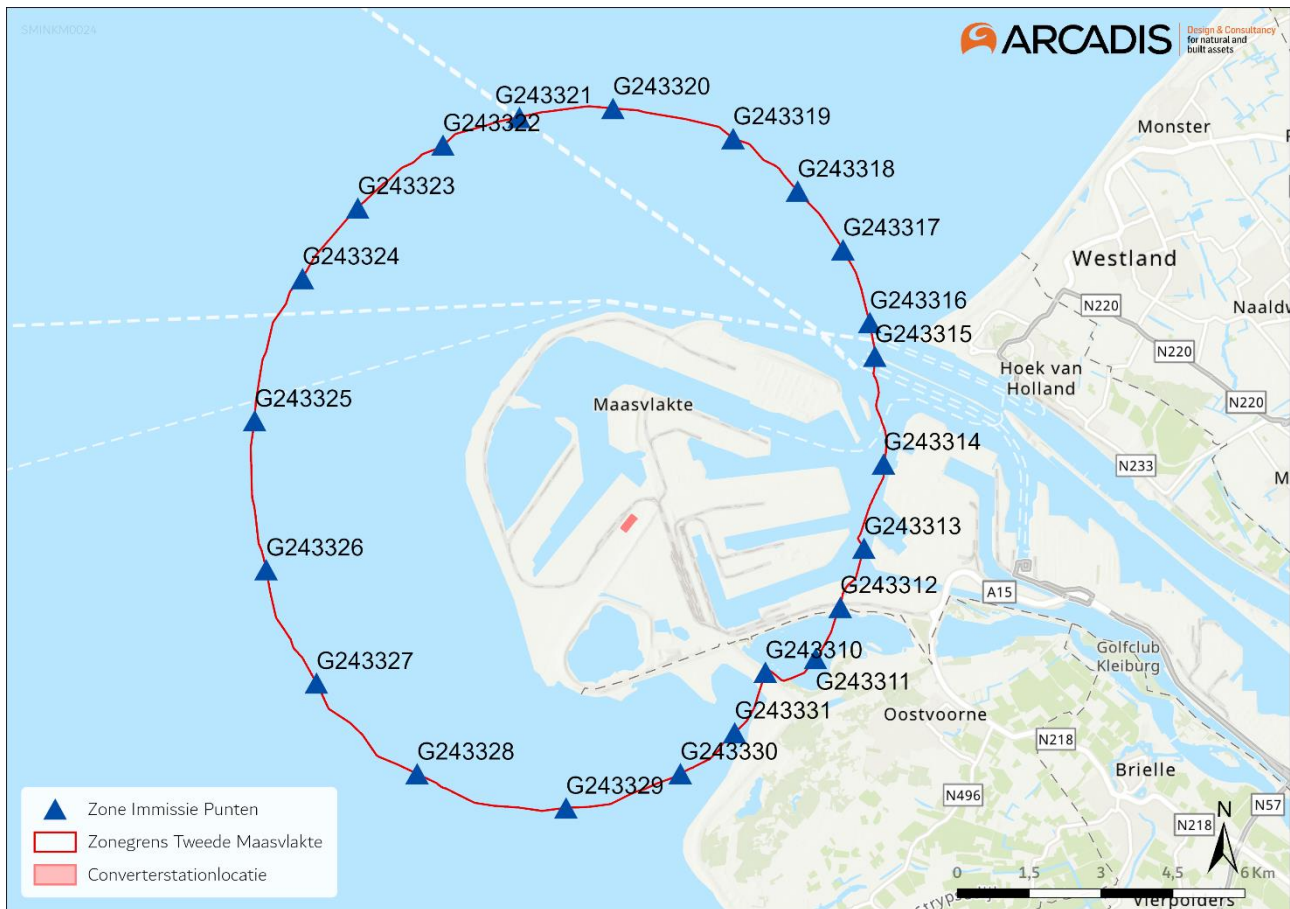 SMINKM0024
ARCADIS
Design & Consultancy
for natural and
built assets
G243321
G243320
G243322
G243319
Monster
G243318
G243323
G243317
G243324
Westland
G243316
N220
Naaldw
G243315
N220
Hoek van
Holland
G243325
Maasvlakte
N220
G243314
N233
M
G243313
G243326
G243312
A15
Golfclub
Kleiburg
G243310
G243327
G243311
G243331
Oostvoorne
N218
G243328
G243330
Brielle
G243329
N496
N57
N218
Zone Immissie Punten
Zonegrens Tweede Maasvlakte
Converterstationlocatie
N
0 1,5 3 4,5 6 Km
Vierpolders